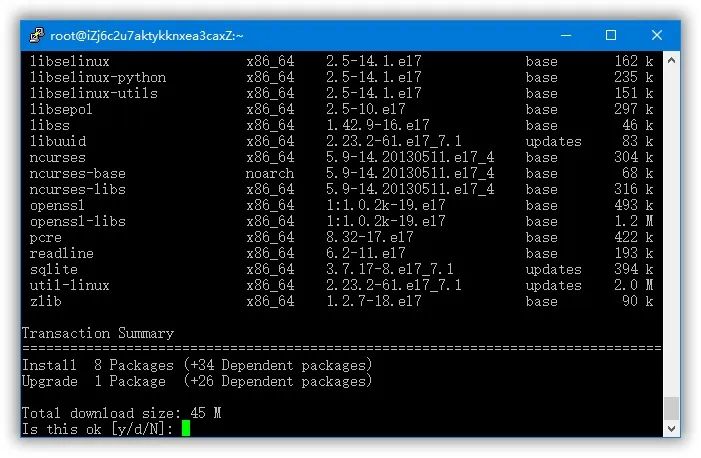 root@iZj6c2u7aktykknxea3caxZ:~
libselinux x86_64 2.5-14.1.el7 base 162 k
libselinux-python x86_64 2.5-14.1.el7 base 235 k
libselinux-utils x86_64 2.5-14.1.el7 base 151 k
libsepol x86_64 2.5-10.el7 base 297 k
libss x86_64 1.42.9-16.el7 base 46 k
libuuid x86_64 2.23.2-61.el7_7.1 updates 83 k
ncurses x86_64 5.9-14.20130511.el7_4 base 304 k
ncurses-base noarch 5.9-14.20130511.el7_4 base 68 k
ncurses-libs x86_64 5.9-14.20130511.el7_4 base 316 k
openssl x86_64 1:1.0.2k-19.el7 base 493 k
openssl-libs x86_64 1:1.0.2k-19.el7 base 1.2 M
pcre x86_64 8.32-17.el7 base 422 k
readline x86_64 6.2-11.el7 base 193 k
sqlite x86_64 3.7.17-8.el7_7.1 updates 394 k
util-linux x86_64 2.23.2-61.el7_7.1 updates 2.0 M
zlib x86_64 1.2.7-18.el7 base 90 k
Transaction Summary
================================================================================
Install 8 Packages (+34 Dependent packages)
Upgrade 1 Package (+26 Dependent packages)
Total download size: 45 M
Is this ok [y/d/N]: